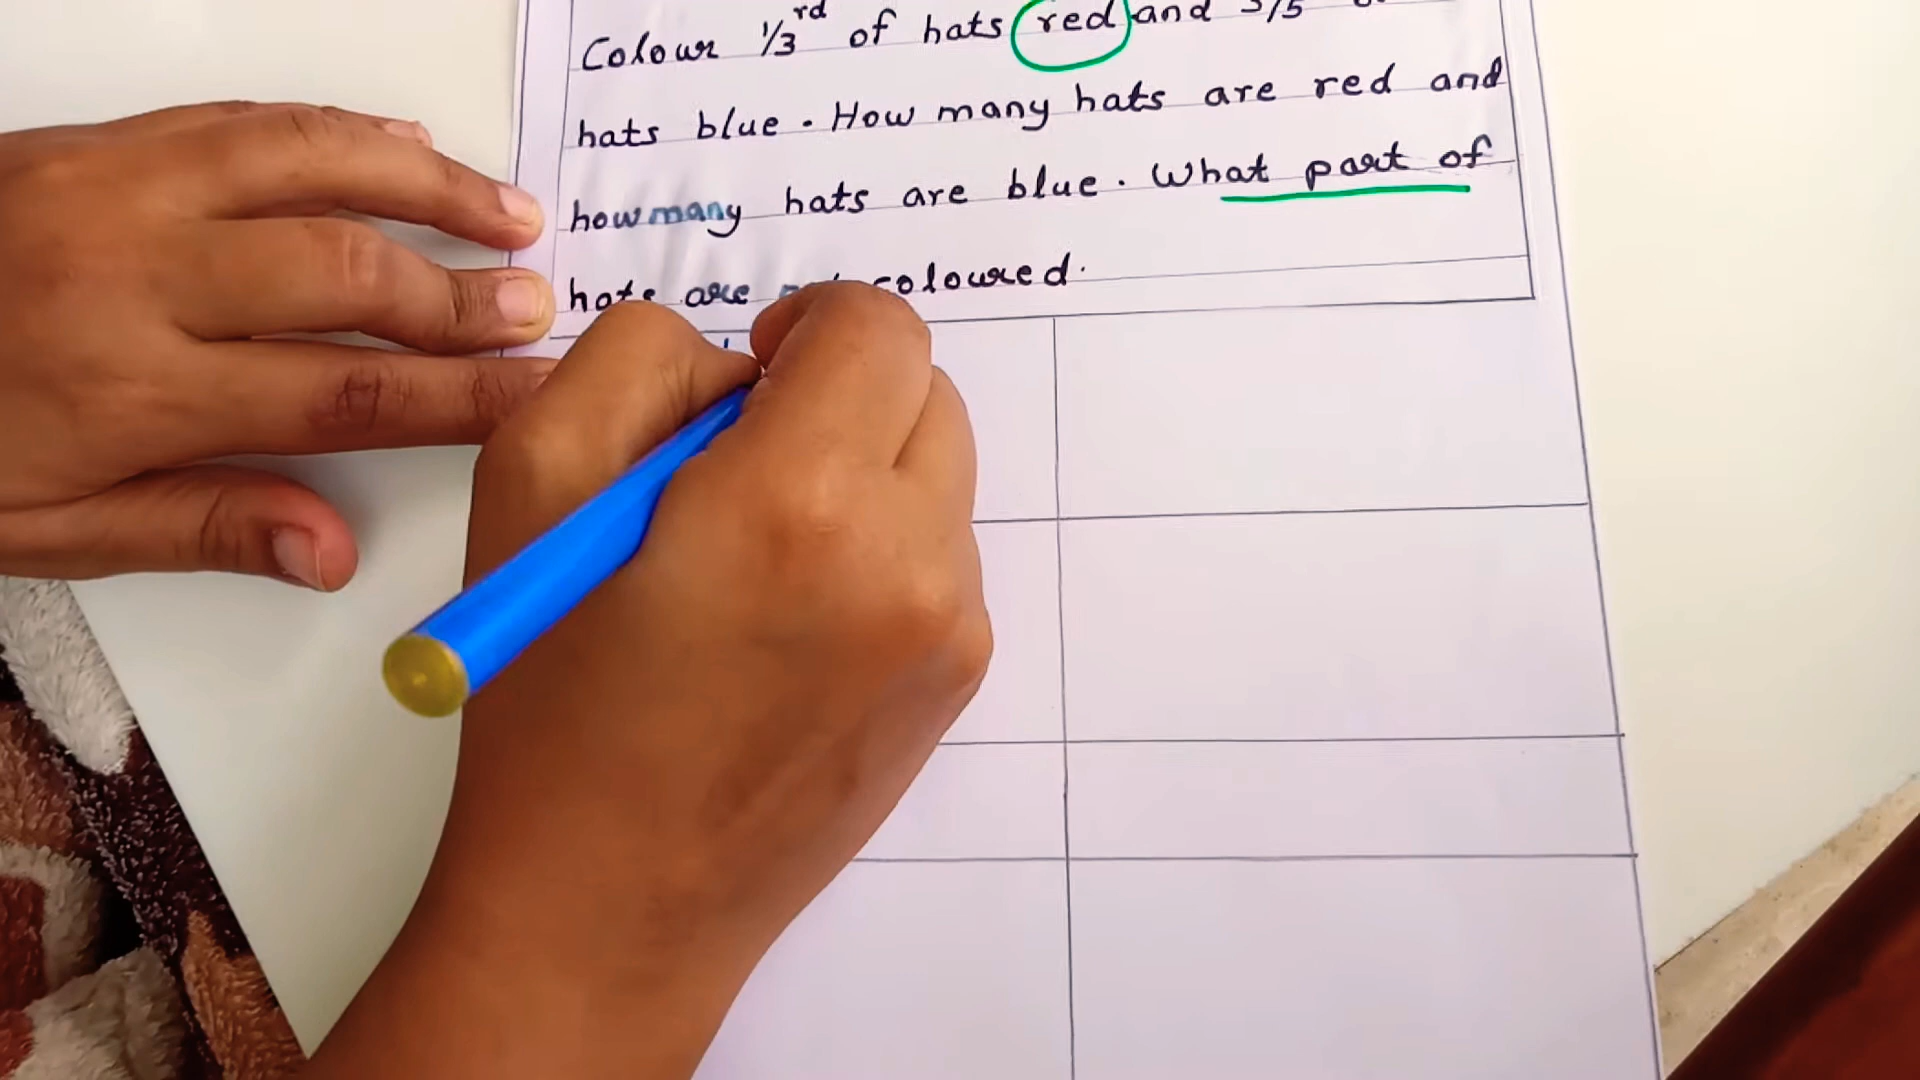 Colour 1/3rd of hats red and 3/5
hats blue. How many hats are red and
how many hats are blue. What part of
hats are coloured.